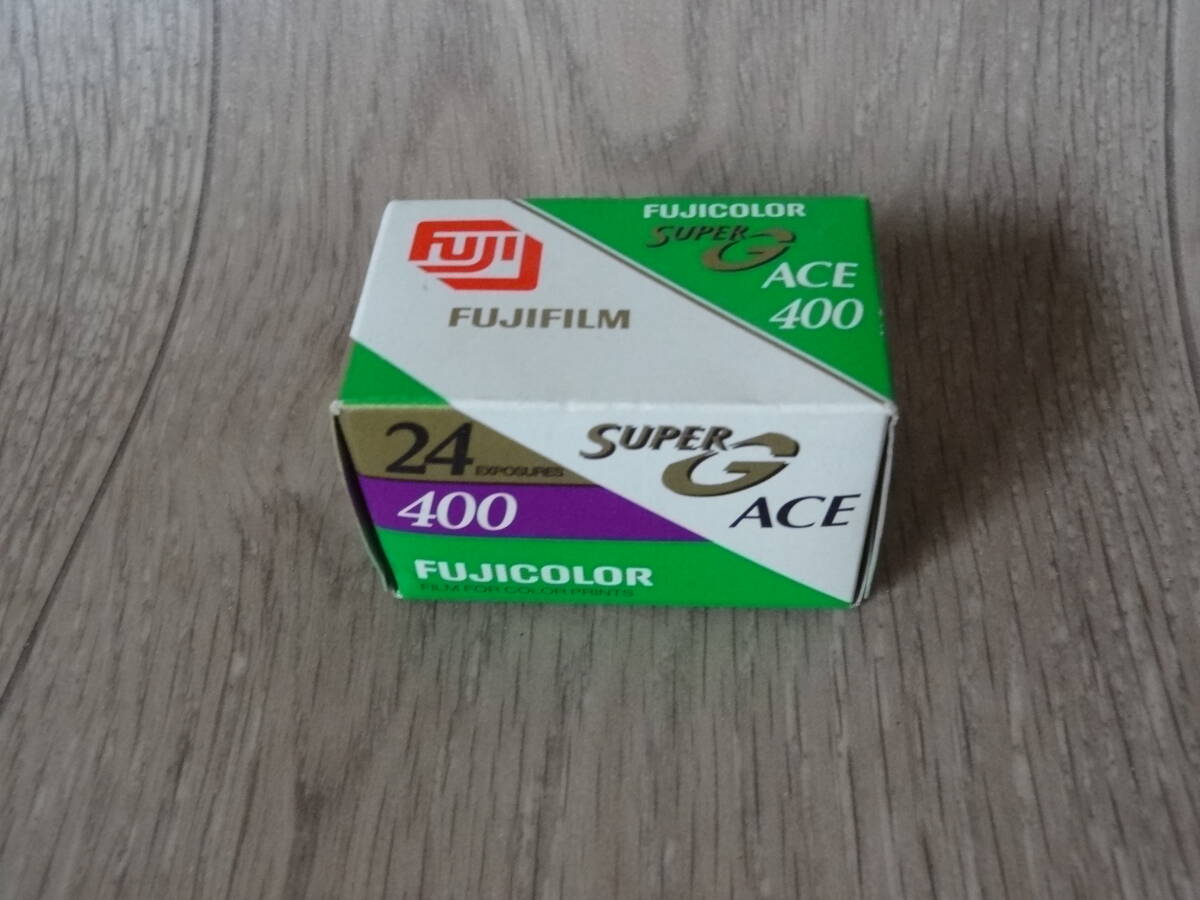 FUJI
FUJIFILM
FUJICOLOR
SUPER G
ACE
400
24 EXPOSURES
400
FUJICOLOR
FILM FOR COLOR PRINTS
SUPER G
ACE